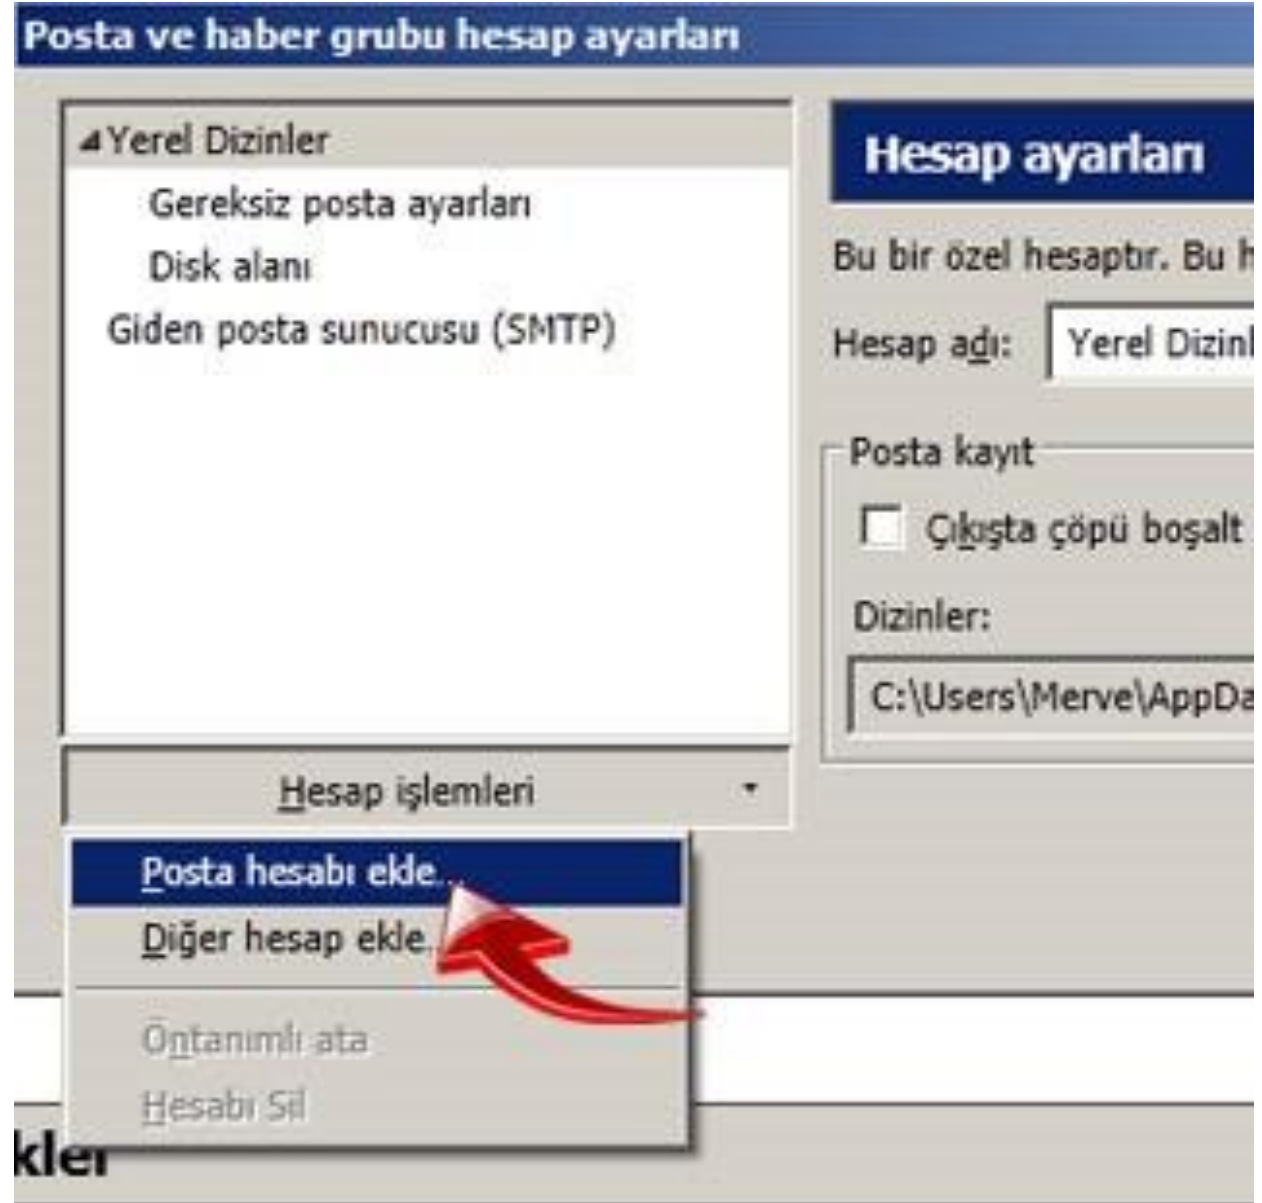 Posta ve haber grubu hesap ayarları
Yerel Dizinler
Gereksiz posta ayarları
Disk alanı
Giden posta sunucusu (SMTP)
Hesap ayarları
Bu bir özel hesaptır. Bu h
Hesap adı: Yerel Dizinl
Posta kayıt
Çıkışta çöpü boşalt
Dizinler:
C:\Users\Merve\AppDa
Hesap işlemleri
Posta hesabı ekle...
Diğer hesap ekle..
Öntanımlı ata
Hesabı Sil
kler